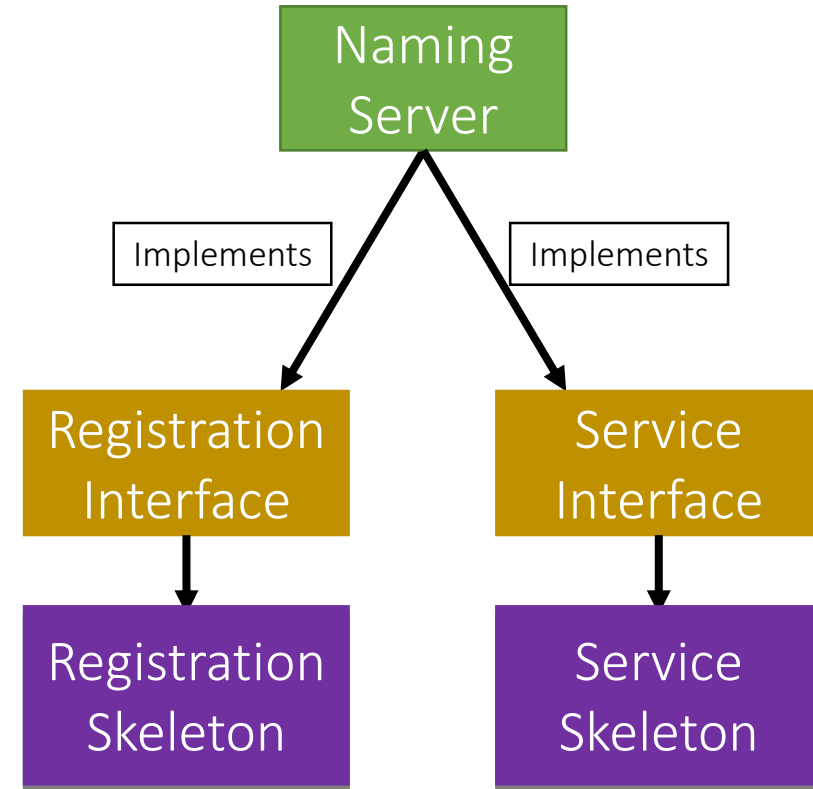 Naming
Server
Implements
Implements
Registration
Interface
Service
Interface
Registration
Skeleton
Service
Skeleton